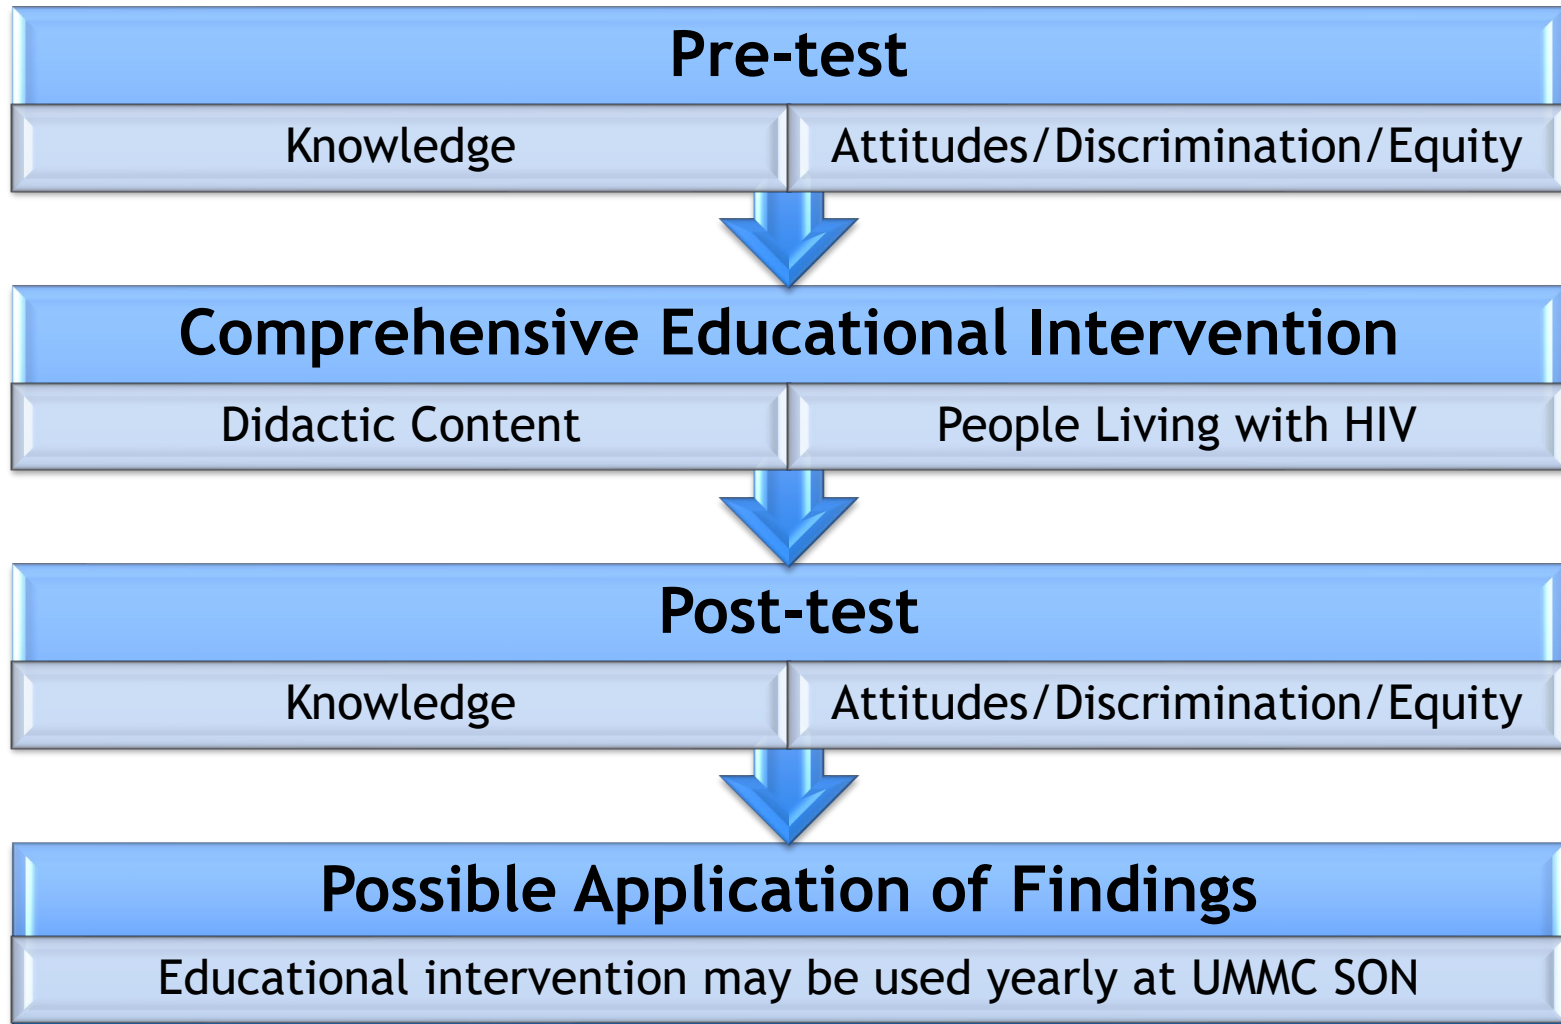 Pre-test
Knowledge
Attitudes/Discrimination/Equity
Comprehensive Educational Intervention
Didactic Content
People Living with HIV
Post-test
Knowledge
Attitudes/Discrimination/Equity
Possible Application of Findings
Educational intervention may be used yearly at UMMC SON